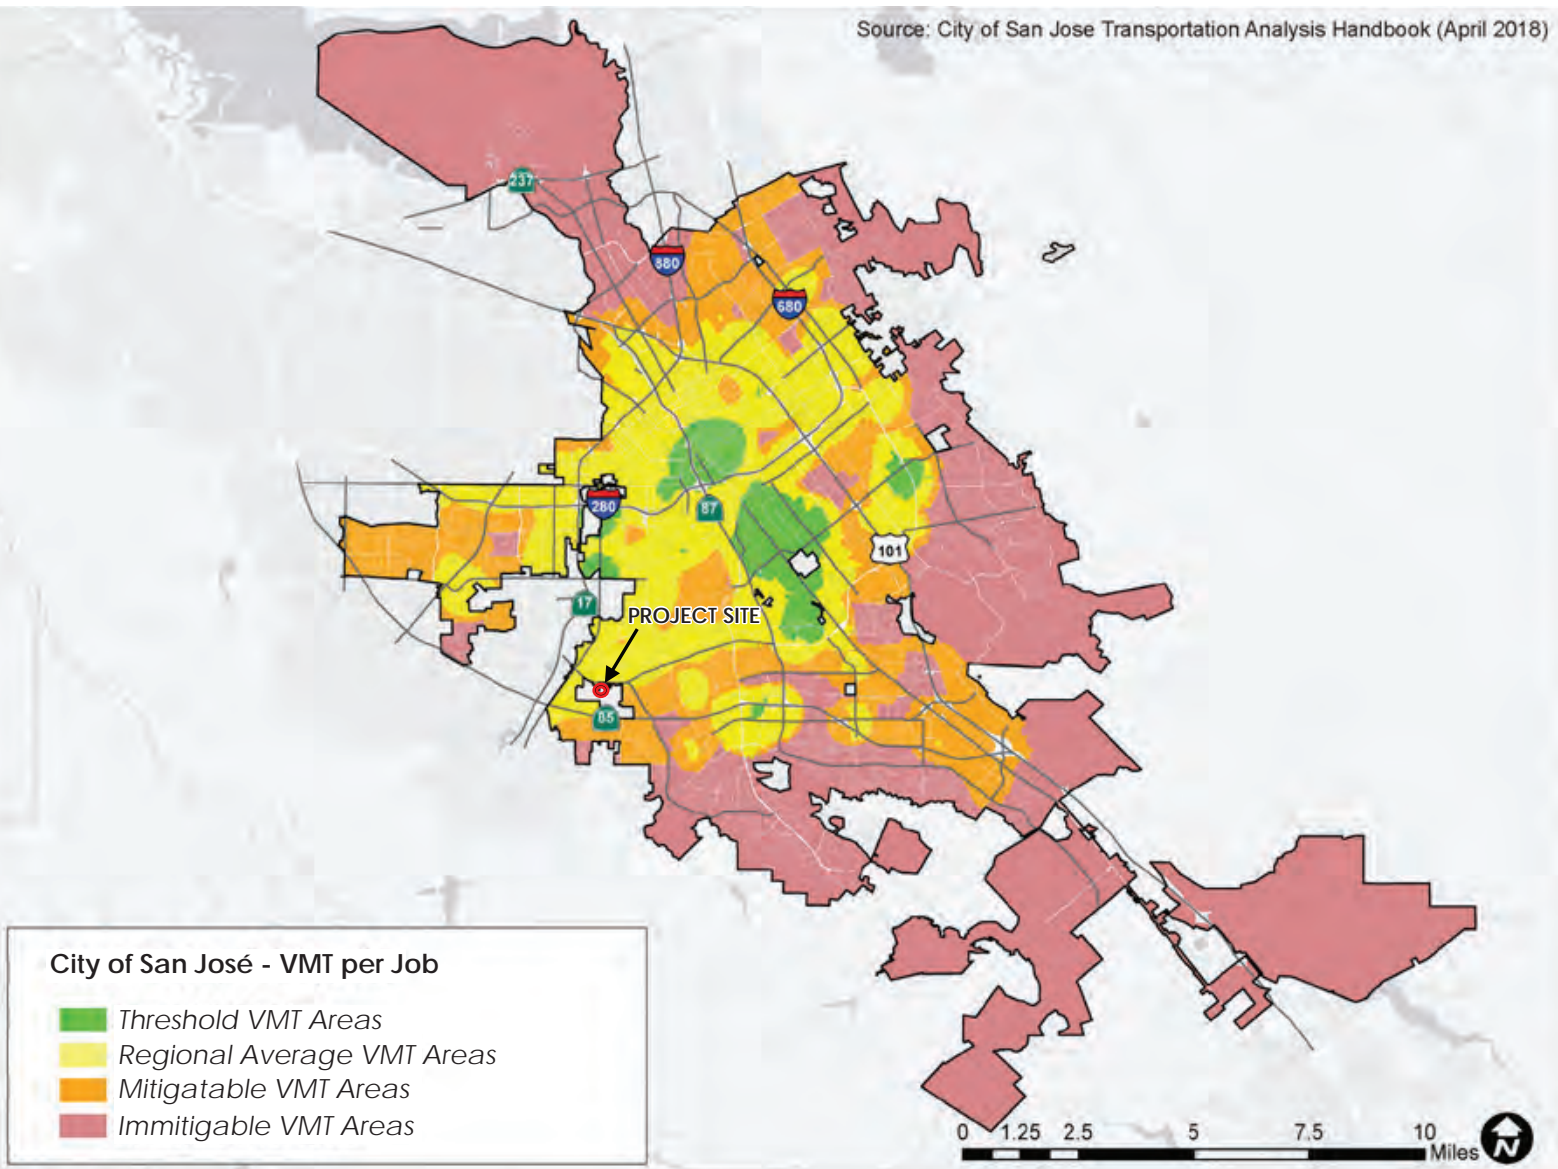 Source: City of San Jose Transportation Analysis Handbook (April 2018)
237
880
680
280
87
101
17
PROJECT SITE
85
City of San José - VMT per Job
Threshold VMT Areas
Regional Average VMT Areas
Mitigatable VMT Areas
Immitigable VMT Areas
0 1.25 2.5 5 7.5 10
Miles
N